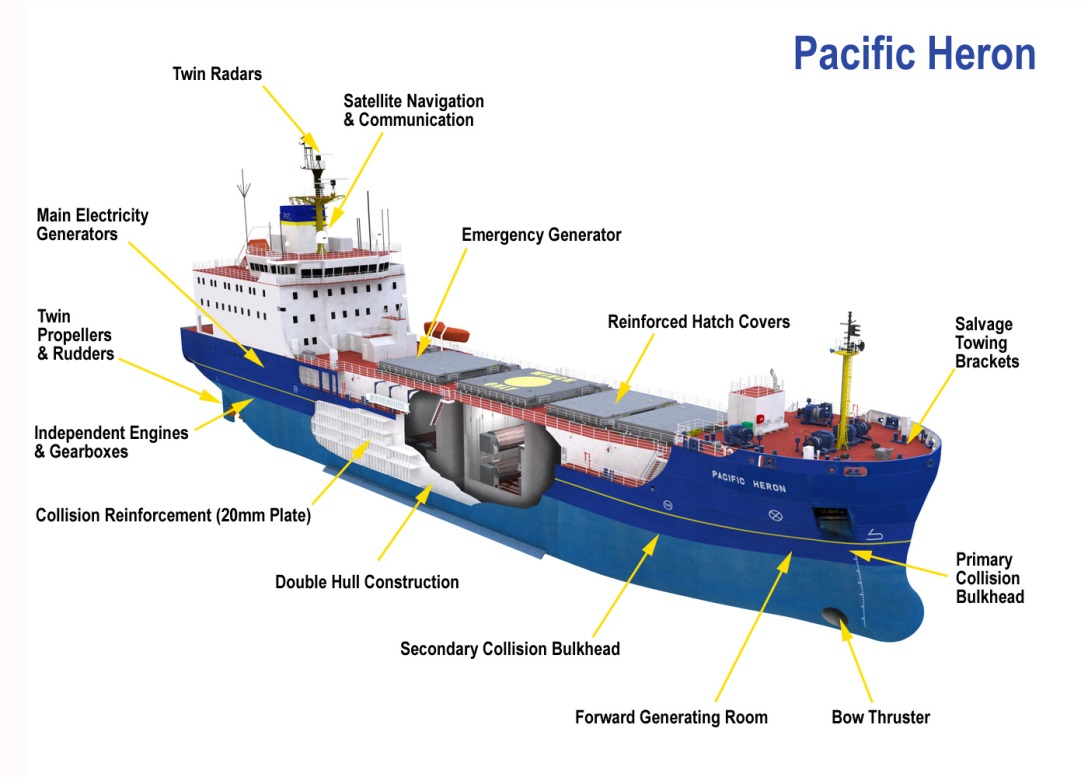 Pacific Heron
Twin Radars
Satellite Navigation
& Communication
Main Electricity
Generators
Emergency Generator
Twin
Propellers
& Rudders
Reinforced Hatch Covers
Salvage
Towing
Brackets
Independent Engines
& Gearboxes
PACIFIC HERON
Collision Reinforcement (20mm Plate)
Double Hull Construction
Primary
Collision
Bulkhead
Secondary Collision Bulkhead
Forward Generating Room
Bow Thruster